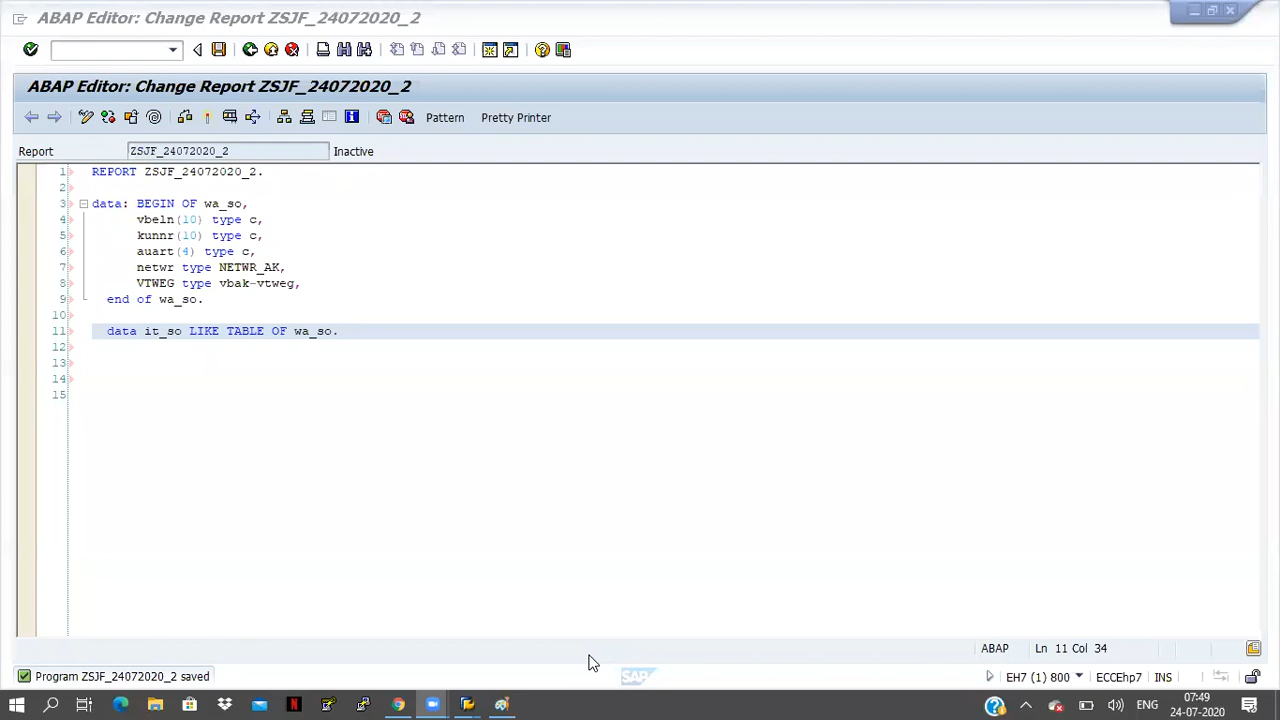 ABAP Editor: Change Report ZSJF_24072020_2
ABAP Editor: Change Report ZSJF_24072020_2
Pattern Pretty Printer
Report ZSJF_24072020_2 Inactive
1 REPORT ZSJF_24072020_2.
2
3 data: BEGIN OF wa_so,
4 vbeln(10) type c,
5 kunnr(10) type c,
6 auart(4) type c,
7 netwr type NETWR_AK,
8 VTWEG type vbak-vtweg,
9 end of wa_so.
10
11 data it_so LIKE TABLE OF wa_so.
12
13
14
15
ABAP Ln 11 Col 34
Program ZSJF_24072020_2 saved
SAP
EH7 (1) 800 ECCEhp7 INS
ENG
07:49
24-07-2020